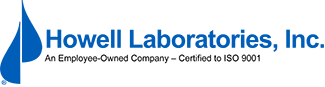 Howell Laboratories, Inc.
An Employee-Owned Company – Certified to ISO 9001
®